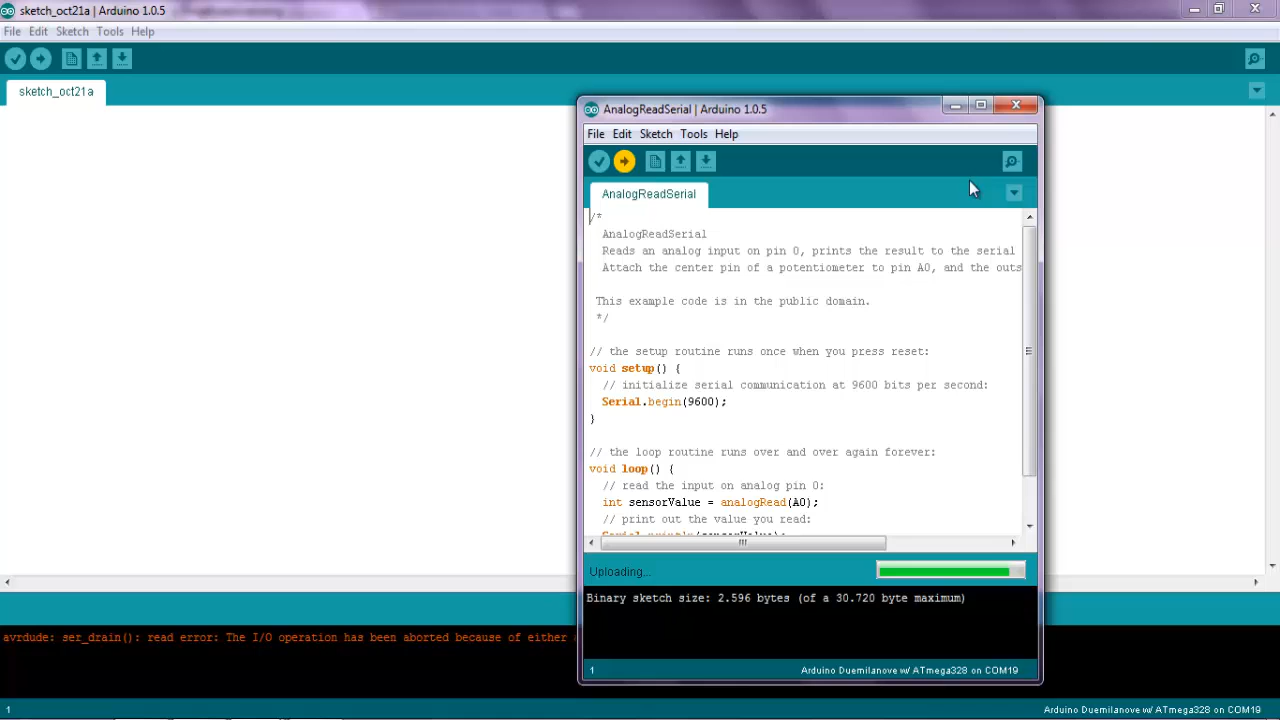 sketch_oct21a | Arduino 1.0.5
File Edit Sketch Tools Help
sketch_oct21a
AnalogReadSerial | Arduino 1.0.5
File Edit Sketch Tools Help
AnalogReadSerial
/*
AnalogReadSerial
Reads an analog input on pin 0, prints the result to the serial
Attach the center pin of a potentiometer to pin A0, and the outs
This example code is in the public domain.
*/
// the setup routine runs once when you press reset:
void setup() {
// initialize serial communication at 9600 bits per second:
Serial.begin(9600);
}
// the loop routine runs over and over again forever:
void loop() {
// read the input on analog pin 0:
int sensorValue = analogRead(A0);
// print out the value you read:
Serial.println(sensorValue);
Uploading...
Binary sketch size: 2.596 bytes (of a 30.720 byte maximum)
1
Arduino Duemilanove w/ ATmega328 on COM19
avrdude: ser_drain(): read error: The I/O operation has been aborted because of either
1
Arduino Duemilanove w/ ATmega328 on COM19